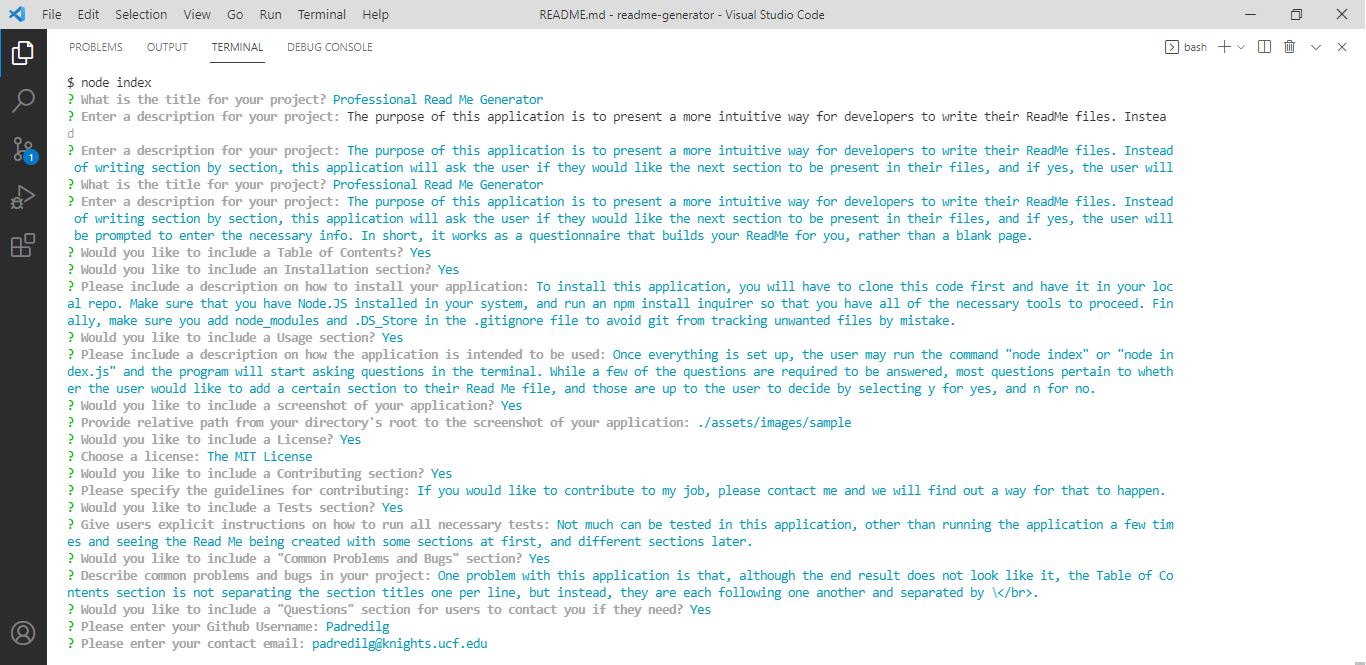 File Edit Selection View Go Run Terminal Help README.md - readme-generator - Visual Studio Code
PROBLEMS OUTPUT TERMINAL DEBUG CONSOLE bash
1
$ node index
? What is the title for your project? Professional Read Me Generator
? Enter a description for your project: The purpose of this application is to present a more intuitive way for developers to write their ReadMe files. Instea
d
? Enter a description for your project: The purpose of this application is to present a more intuitive way for developers to write their ReadMe files. Instead
of writing section by section, this application will ask the user if they would like the next section to be present in their files, and if yes, the user will
? What is the title for your project? Professional Read Me Generator
? Enter a description for your project: The purpose of this application is to present a more intuitive way for developers to write their ReadMe files. Instead
of writing section by section, this application will ask the user if they would like the next section to be present in their files, and if yes, the user will
be prompted to enter the necessary info. In short, it works as a questionnaire that builds your ReadMe for you, rather than a blank page.
? Would you like to include a Table of Contents? Yes
? Would you like to include an Installation section? Yes
? Please include a description on how to install your application: To install this application, you will have to clone this code first and have it in your loc
al repo. Make sure that you have Node.JS installed in your system, and run an npm install inquirer so that you have all of the necessary tools to proceed. Fin
ally, make sure you add node_modules and .DS_Store in the .gitignore file to avoid git from tracking unwanted files by mistake.
? Would you like to include a Usage section? Yes
? Please include a description on how the application is intended to be used: Once everything is set up, the user may run the command "node index" or "node in
dex.js" and the program will start asking questions in the terminal. While a few of the questions are required to be answered, most questions pertain to wheth
er the user would like to add a certain section to their Read Me file, and those are up to the user to decide by selecting y for yes, and n for no.
? Would you like to include a screenshot of your application? Yes
? Provide relative path from your directory's root to the screenshot of your application: ./assets/images/sample
? Would you like to include a License? Yes
? Choose a license: The MIT License
? Would you like to include a Contributing section? Yes
? Please specify the guidelines for contributing: If you would like to contribute to my job, please contact me and we will find out a way for that to happen.
? Would you like to include a Tests section? Yes
? Give users explicit instructions on how to run all necessary tests: Not much can be tested in this application, other than running the application a few tim
es and seeing the Read Me being created with some sections at first, and different sections later.
? Would you like to include a "Common Problems and Bugs" section? Yes
? Describe common problems and bugs in your project: One problem with this application is that, although the end result does not look like it, the Table of Co
ntents section is not separating the section titles one per line, but instead, they are each following one another and separated by \</br>.
? Would you like to include a "Questions" section for users to contact you if they need? Yes
? Please enter your Github Username: Padredilg
? Please enter your contact email: padredilg@knights.ucf.edu